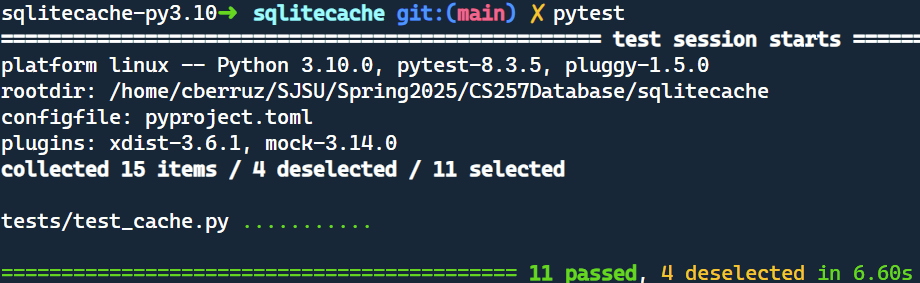 sqlitecache-py3.10➜ sqlitecache git:(main) ✗ pytest
================================================== test session starts ======
platform linux -- Python 3.10.0, pytest-8.3.5, pluggy-1.5.0
rootdir: /home/cberruz/SJSU/Spring2025/CS257Database/sqlitecache
configfile: pyproject.toml
plugins: xdist-3.6.1, mock-3.14.0
collected 15 items / 4 deselected / 11 selected
tests/test_cache.py ...........
=========================================== 11 passed, 4 deselected in 6.60s